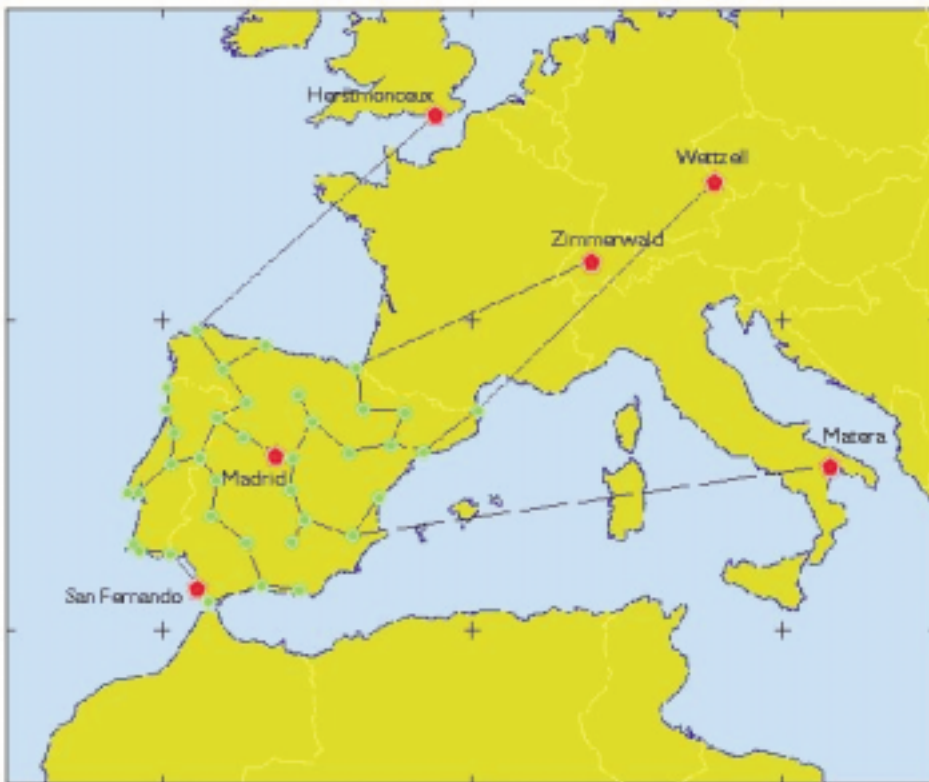 Herstmonceux
Wettzell
Zimmerwald
Matera
Madrid
San Fernando